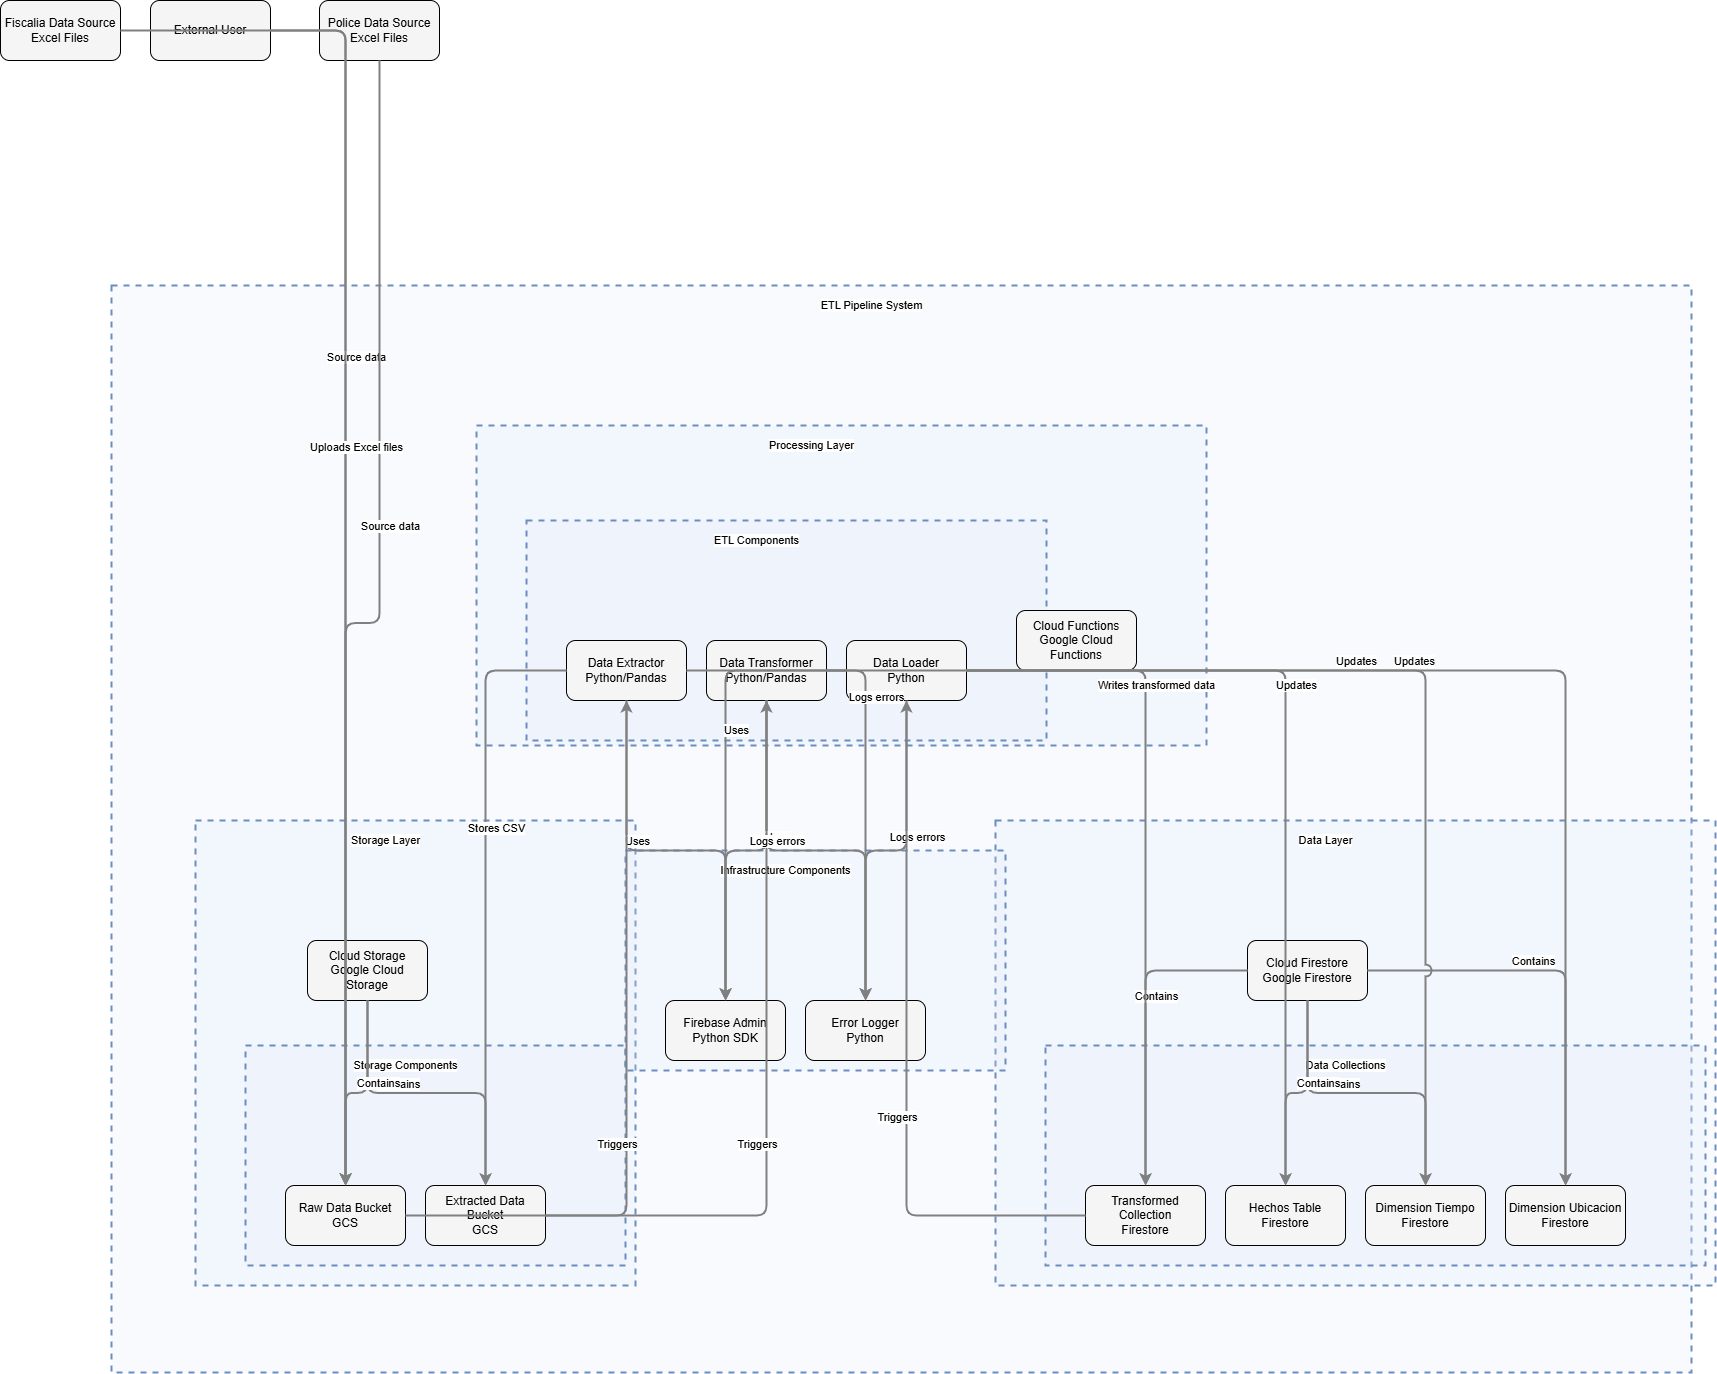 Fiscalia Data Source
Excel Files
External User
Police Data Source
Excel Files
ETL Pipeline System
Source data
Uploads Excel files
Source data
Processing Layer
ETL Components
Data Extractor
Python/Pandas
Data Transformer
Python/Pandas
Data Loader
Python
Cloud Functions
Google Cloud
Functions
Updates
Updates
Writes transformed data
Updates
Logs errors
Uses
Stores CSV
Storage Layer
Uses
Logs errors
Logs errors
Infrastructure Components
Data Layer
Cloud Storage
Google Cloud
Storage
Firebase Admin
Python SDK
Error Logger
Python
Cloud Firestore
Google Firestore
Contains
Contains
Storage Components
Contains
ains
Data Collections
Contains
ains
Triggers
Triggers
Triggers
Raw Data Bucket
GCS
Extracted Data
Bucket
GCS
Transformed
Collection
Firestore
Hechos Table
Firestore
Dimension Tiempo
Firestore
Dimension Ubicacion
Firestore